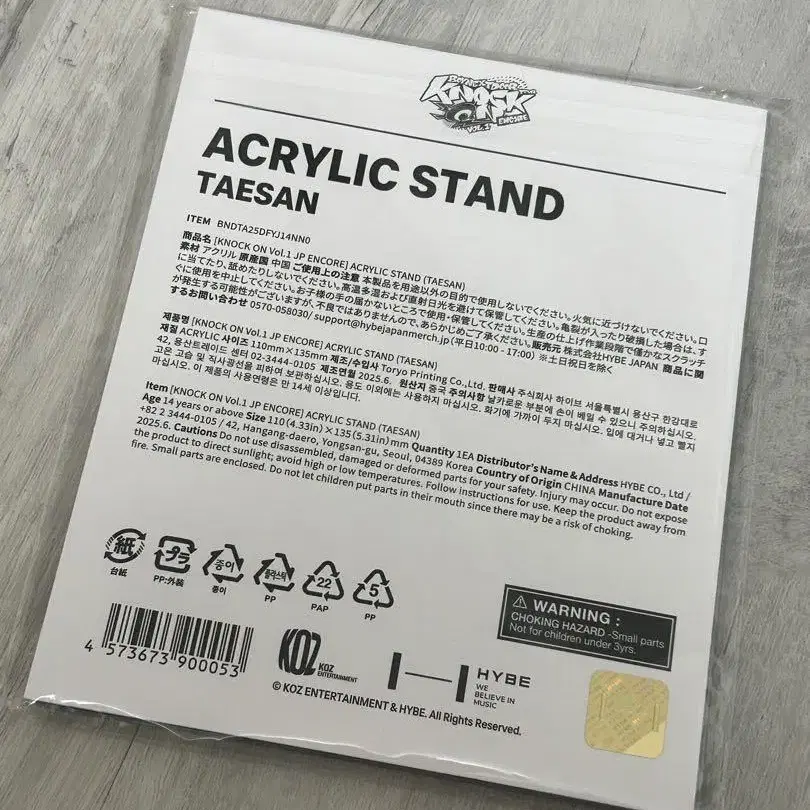 BOYNEXTDOOR
KNOCK ON
VOL.1 ENCORE
ACRYLIC STAND
TAESAN
ITEM BNDTA25DFYJ14NN0
商品名 [KNOCK ON Vol.1 JP ENCORE] ACRYLIC STAND (TAESAN)
素材 アクリル 原産国 中国 ご使用上の注意 本製品を用途以外の目的で使用しないでください。火気に近づけないでください。口
に当てたり、舐めたりしないでください。高温多湿および直射日光を避けて保管してください。亀裂が入ったり破損した場合は、す
ぐに使用を中止してください。お子様の手の届かないところで使用・保管してください。生産の仕上げ作業段階で僅かなスクラッチ
が発生する可能性がございますが、不良ではありませんので、あらかじめご了承ください。販売元 株式会社HYBE JAPAN 商品に関
するお問い合わせ 0570-058030/ support@hybejapanmerch.jp (平日10:00 - 17:00) ※土日祝日を除く
제품명 [KNOCK ON Vol.1 JP ENCORE] ACRYLIC STAND (TAESAN)
재질 ACRYLIC 사이즈 110mm×135mm 제조/수입사 Toryo Printing Co.,Ltd. 판매사 주식회사 하이브 서울특별시 용산구 한강대로
42, 용산트레이드 센터 02-3444-0105 제조연월 2025.6. 원산지 중국 주의사항 날카로운 부분에 손이 베일 수 있으니 주의하십시오.
고온 고습 및 직사광선을 피하여 보관하십시오. 용도 이외에는 사용하지 마십시오. 화기에 가까이 두지 마십시오. 입에 대거나 넣고 빨지
마십시오. 이 제품의 사용연령은 만 14세 이상입니다.
Item [KNOCK ON Vol.1 JP ENCORE] ACRYLIC STAND (TAESAN)
Age 14 years or above Size 110 (4.33in) × 135 (5.31in) mm Quantity 1EA Distributor's Name & Address HYBE CO., Ltd /
+82 2 3444-0105 / 42, Hangang-daero, Yongsan-gu, Seoul, 04389 Korea Country of Origin CHINA Manufacture Date
2025.6. Cautions Do not use disassembled, damaged or deformed parts for your safety. Injury may occur. Do not expose
the product to direct sunlight; avoid high or low temperatures. Follow instructions for use. Keep the product away from
fire. Small parts are enclosed. Do not let children put parts in their mouth since there may be a risk of choking.
紙
台紙
プラ
PP:外装
종이
종이
플라스틱
PP
22
PAP
5
PP
⚠ WARNING :
CHOKING HAZARD -Small parts
Not for children under 3yrs.
4 573673 900053
KOZ
KOZ
ENTERTAINMENT
HYBE
WE
BELIEVE IN
MUSIC
© KOZ ENTERTAINMENT & HYBE. All Rights Reserved.